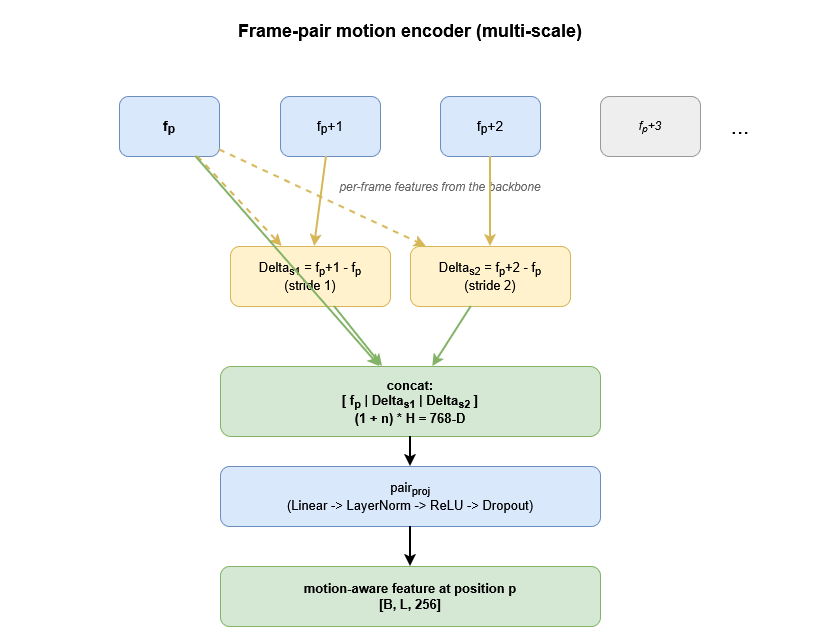 Frame-pair motion encoder (multi-scale)
fp fp+1 fp+2 fp+3 ...
per-frame features from the backbone
Deltas1 = fp+1 - fp
(stride 1)
Deltas2 = fp+2 - fp
(stride 2)
concat:
[ fp | Deltas1 | Deltas2 ]
(1 + n) * H = 768-D
pairproj
(Linear -> LayerNorm -> ReLU -> Dropout)
motion-aware feature at position p
[B, L, 256]